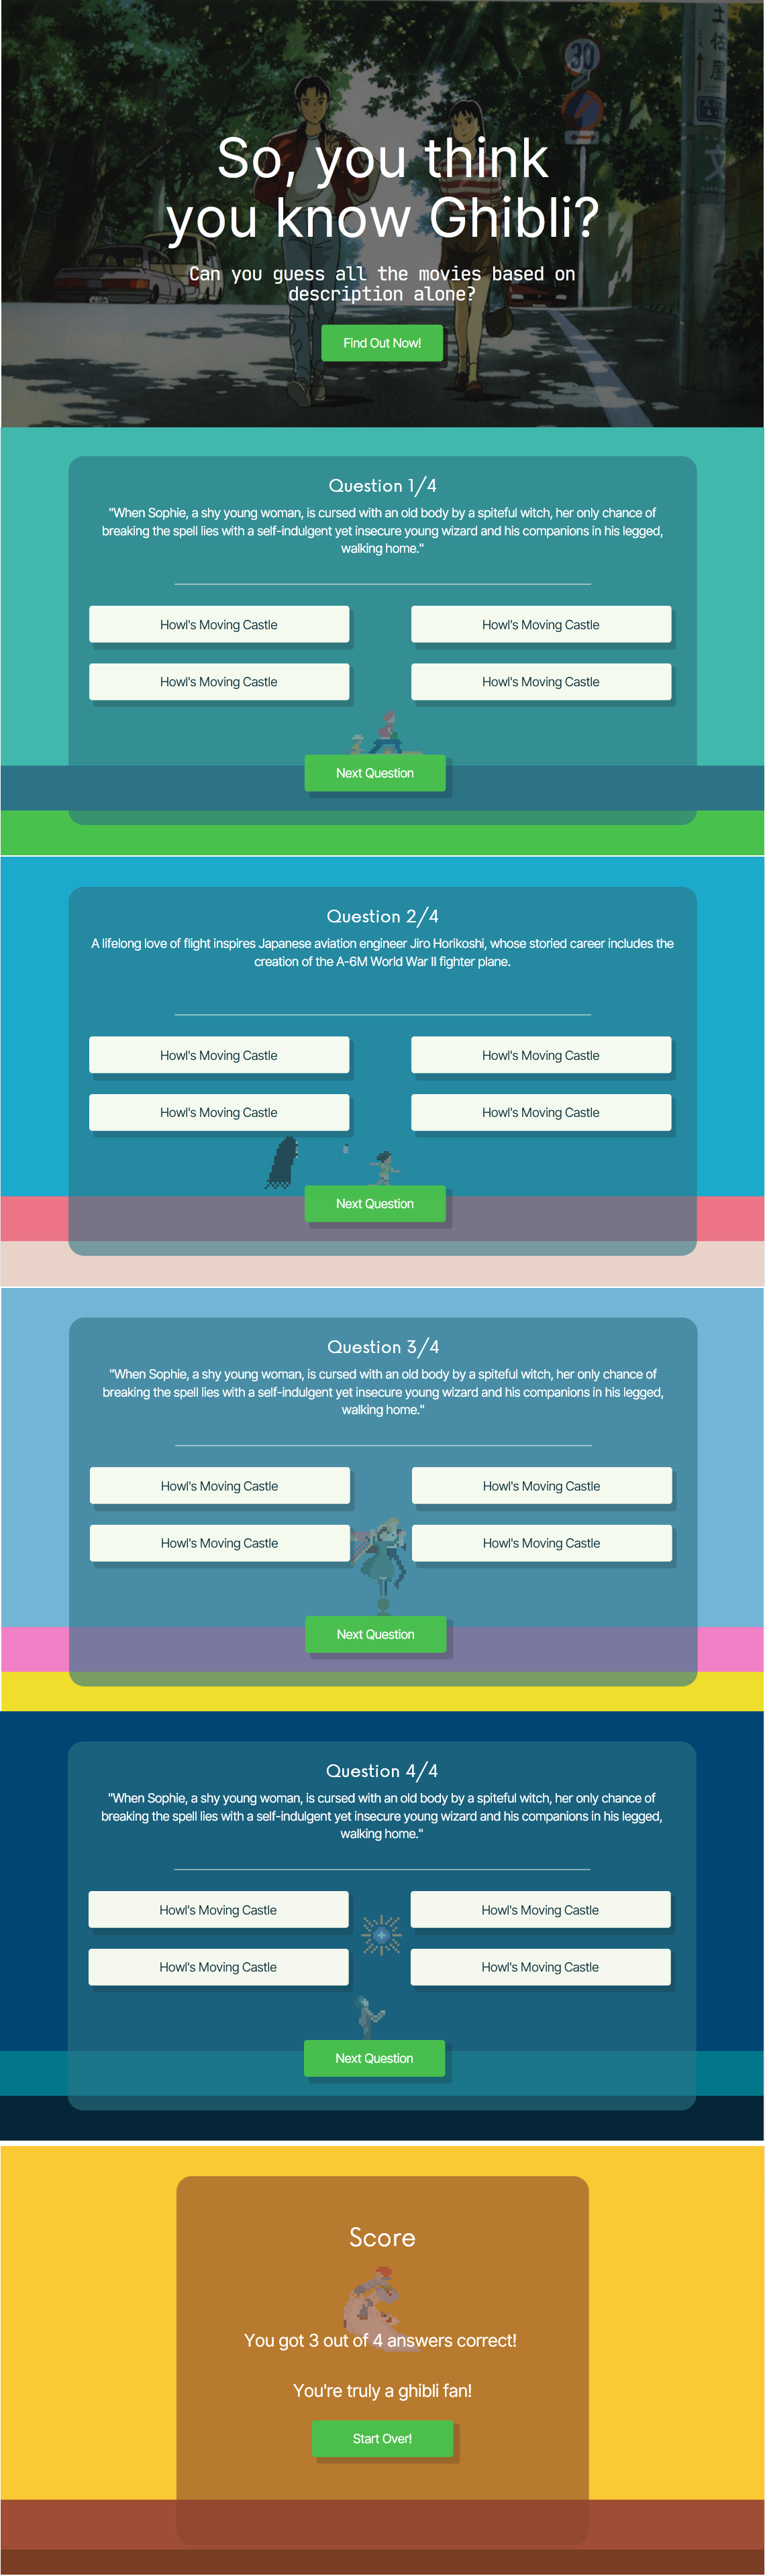 30
土佐屋
文
So, you think
you know Ghibli?
Can you guess all the movies based on
description alone?
Find Out Now!
Question 1/4
"When Sophie, a shy young woman, is cursed with an old body by a spiteful witch, her only chance of
breaking the spell lies with a self-indulgent yet insecure young wizard and his companions in his legged,
walking home."
Howl's Moving Castle
Howl's Moving Castle
Howl's Moving Castle
Howl's Moving Castle
Next Question
Question 2/4
A lifelong love of flight inspires Japanese aviation engineer Jiro Horikoshi, whose storied career includes the
creation of the A-6M World War II fighter plane.
Howl's Moving Castle
Howl's Moving Castle
Howl's Moving Castle
Howl's Moving Castle
Next Question
Question 3/4
"When Sophie, a shy young woman, is cursed with an old body by a spiteful witch, her only chance of
breaking the spell lies with a self-indulgent yet insecure young wizard and his companions in his legged,
walking home."
Howl's Moving Castle
Howl's Moving Castle
Howl's Moving Castle
Howl's Moving Castle
Next Question
Question 4/4
"When Sophie, a shy young woman, is cursed with an old body by a spiteful witch, her only chance of
breaking the spell lies with a self-indulgent yet insecure young wizard and his companions in his legged,
walking home."
Howl's Moving Castle
Howl's Moving Castle
Howl's Moving Castle
Howl's Moving Castle
Next Question
Score
You got 3 out of 4 answers correct!
You're truly a ghibli fan!
Start Over!